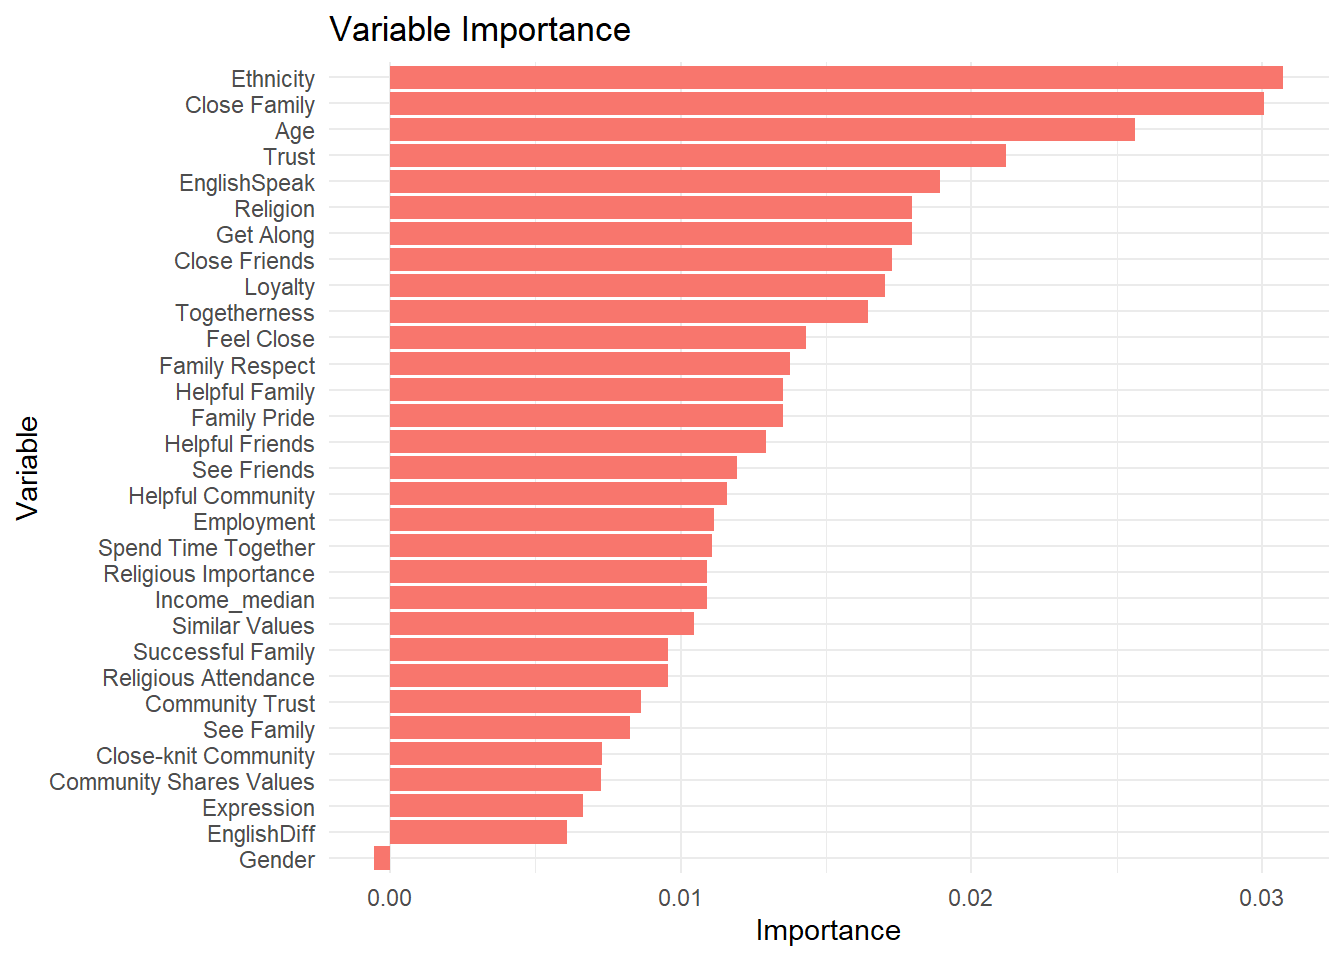 Variable Importance
Ethnicity
Close Family
Age
Trust
EnglishSpeak
Religion
Get Along
Close Friends
Loyalty
Togetherness
Feel Close
Family Respect
Helpful Family
Family Pride
Helpful Friends
See Friends
Helpful Community
Employment
Spend Time Together
Religious Importance
Income_median
Similar Values
Successful Family
Religious Attendance
Community Trust
See Family
Close-knit Community
Community Shares Values
Expression
EnglishDiff
Gender
Variable
0.00 0.01 0.02 0.03
Importance